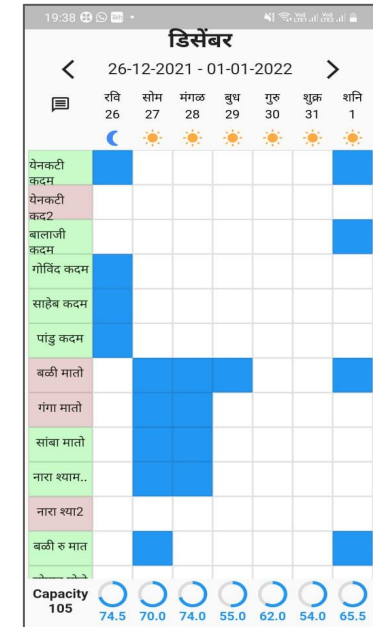 19:38
डिसेंबर
26-12-2021 - 01-01-2022
रवि सोम मंगळ बुध गुरु शुक्र शनि
26 27 28 29 30 31 1
येनकटी
कदम
येनकटी
कद2
बालाजी
कदम
गोविंद कदम
साहेब कदम
पांडु कदम
बळी मातो
गंगा मातो
सांबा मातो
नारा श्याम..
नारा श्या2
बळी रु मात
Capacity
105
74.5 70.0 74.0 55.0 62.0 54.0 65.5